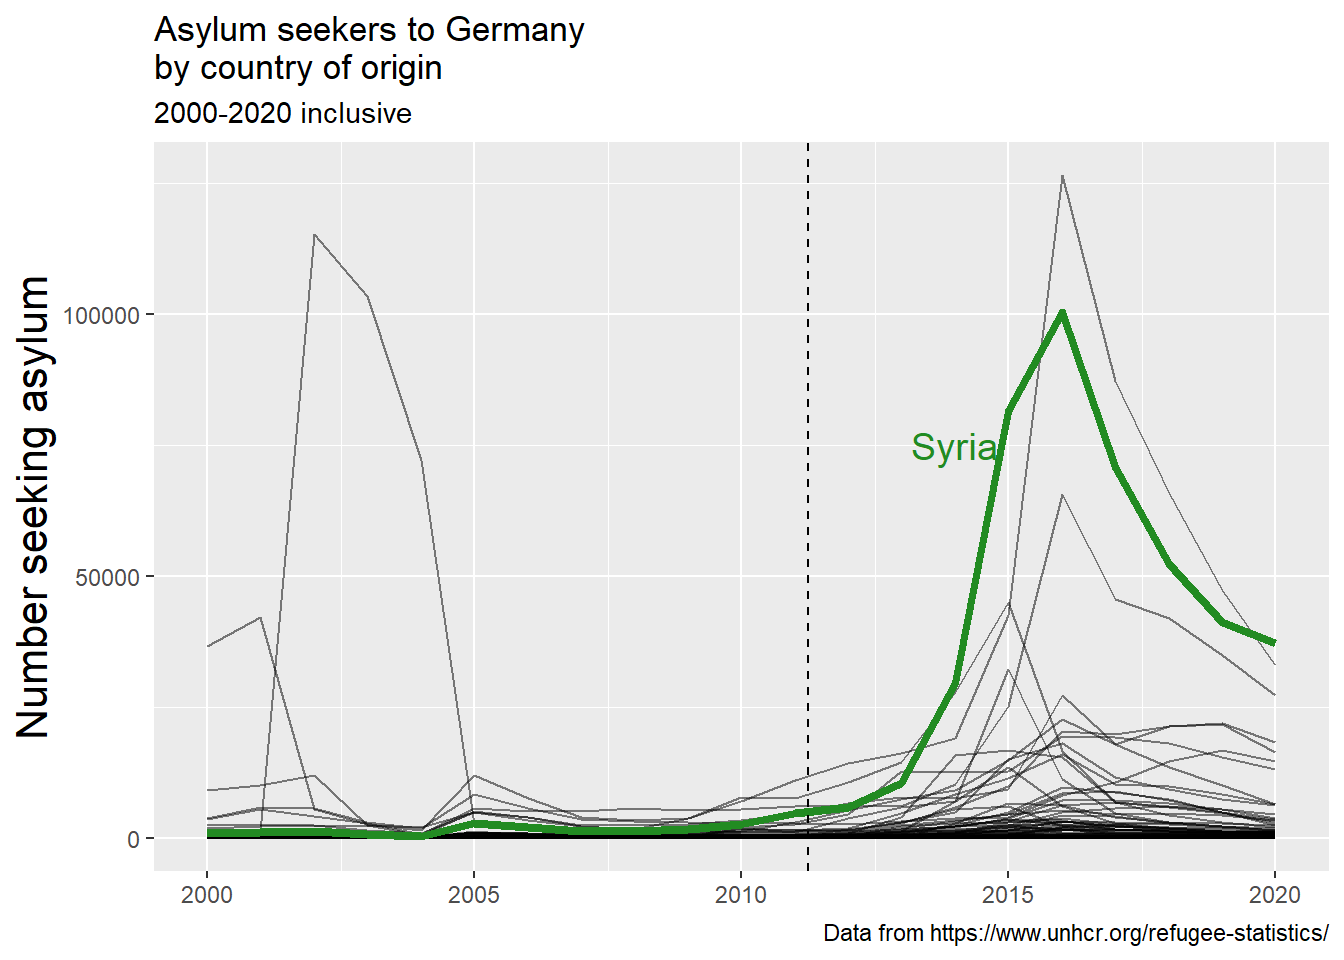 Asylum seekers to Germany
by country of origin
2000-2020 inclusive
Number seeking asylum
100000
50000
0
Syria
2000 2005 2010 2015 2020
Data from https://www.unhcr.org/refugee-statistics/